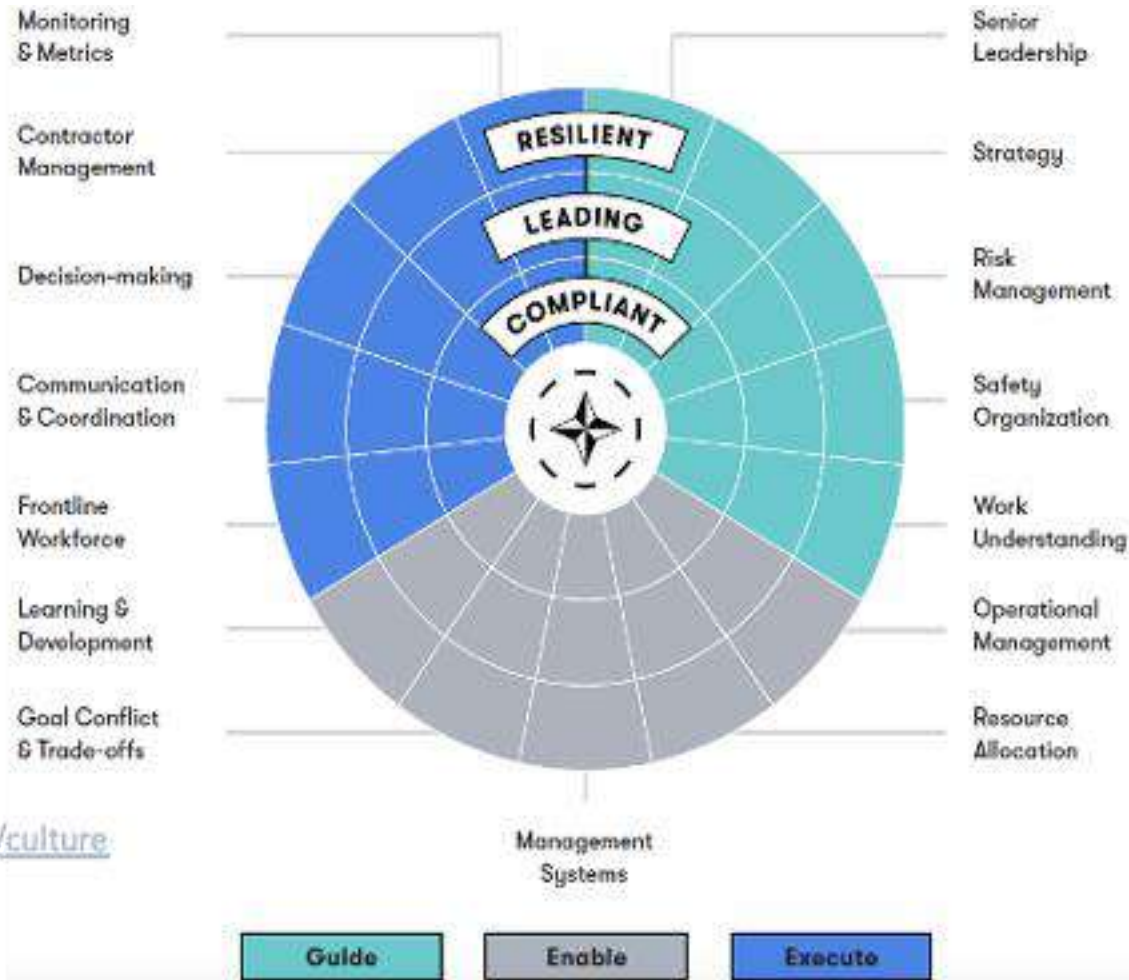 Monitoring
& Metrics
Senior
Leadership
Contractor
Management
RESILIENT
Strategy
LEADING
Decision-making
Risk
Management
COMPLIANT
Communication
& Coordination
Safety
Organization
Frontline
Workforce
Work
Understanding
Learning &
Development
Operational
Management
Goal Conflict
& Trade-offs
Resource
Allocation
/culture
Management
Systems
Guide
Enable
Execute